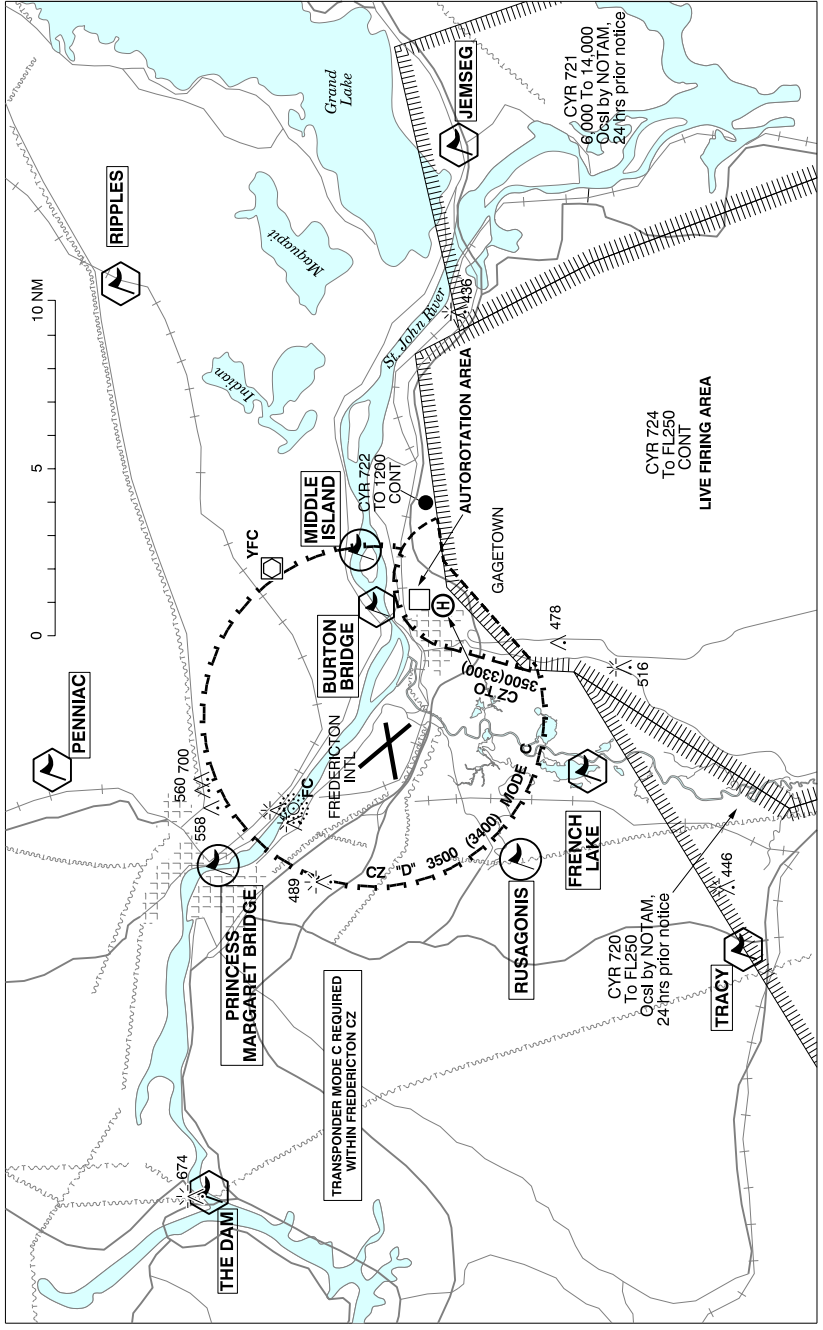 PENNIAC
RIPPLES
10 NM
5
0
Grand
Lake
Maquapit
Indian
St. John River
JEMSEG
CYR 721
6,000 To 14,000
Ocsl by NOTAM,
24 hrs prior notice
436
YFC
MIDDLE
ISLAND
CYR 722
TO 1200
CONT
BURTON
BRIDGE
AUTOROTATION AREA
H
GAGETOWN
CZ TO
3500(3300)
CYR 724
To FL250
CONT
LIVE FIRING AREA
478
516
560 700
558
FC
FREDERICTON
INTL
489
CZ "D" 3500 (3400) MODE C
PRINCESS
MARGARET BRIDGE
RUSAGONIS
FRENCH
LAKE
446
CYR 720
To FL250
Ocsl by NOTAM,
24 hrs prior notice
TRACY
TRANSPONDER MODE C REQUIRED
WITHIN FREDERICTON CZ
674
THE DAM